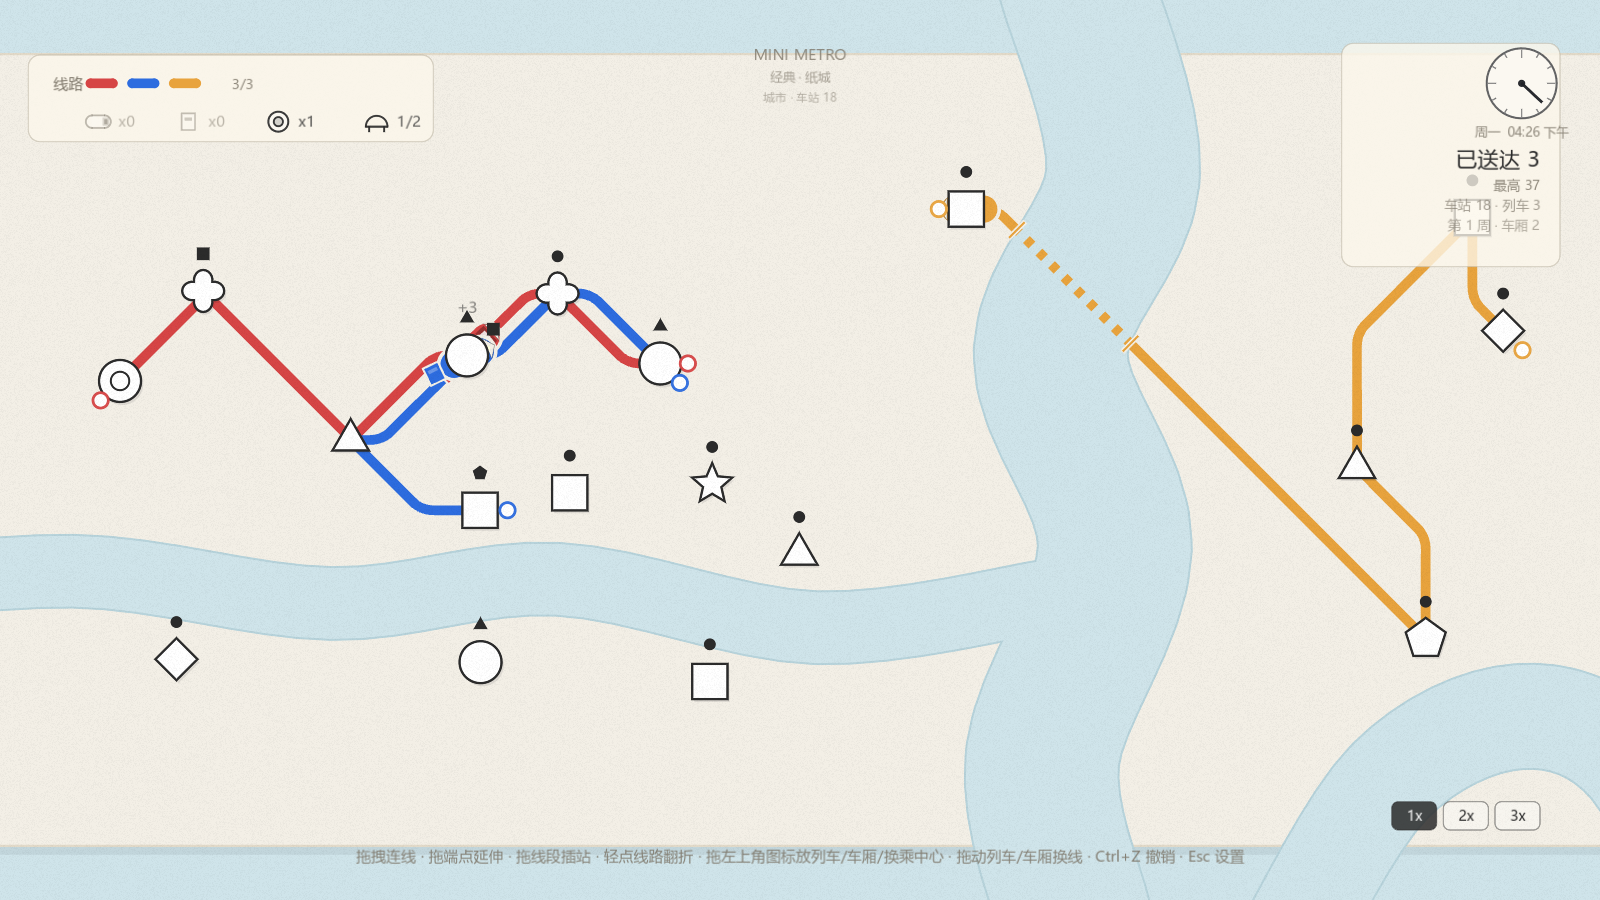 线路 3/3
x0 x0 x1 1/2
MINI METRO
经典 · 纸城
城市 · 车站 18
周一 04:26 下午
已送达 3
最高 37
车站 18 · 列车 3
第 1 周 · 车厢 2
+3
1x 2x 3x
拖拽连线 · 拖端点延伸 · 拖线段插站 · 轻点线路翻折 · 拖左上角图标放列车/车厢/换乘中心 · 拖动列车/车厢换线 · Ctrl+Z 撤销 · Esc 设置